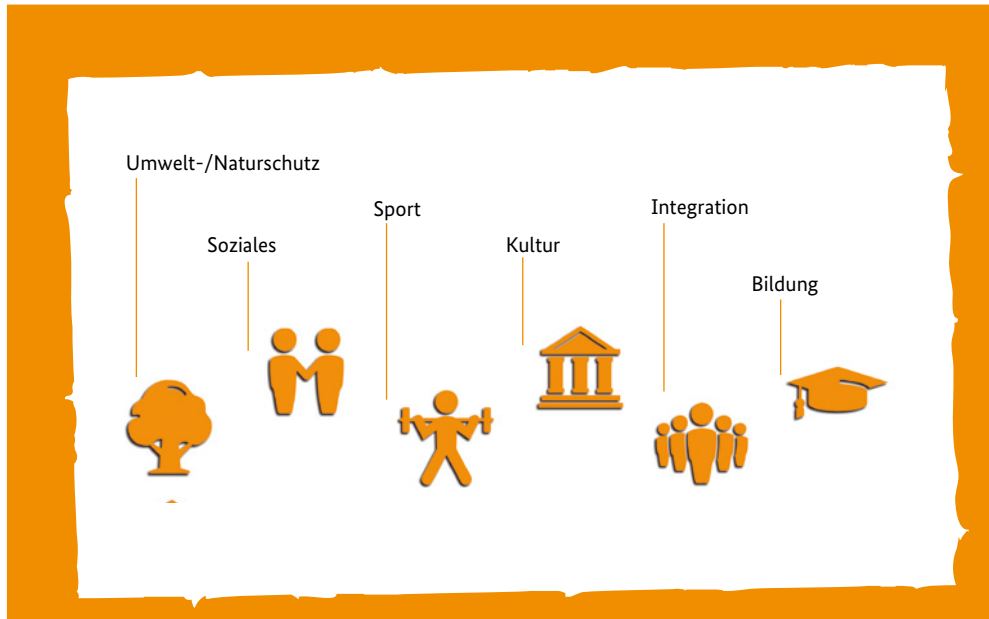 Umwelt-/Naturschutz
Soziales
Sport
Kultur
Integration
Bildung